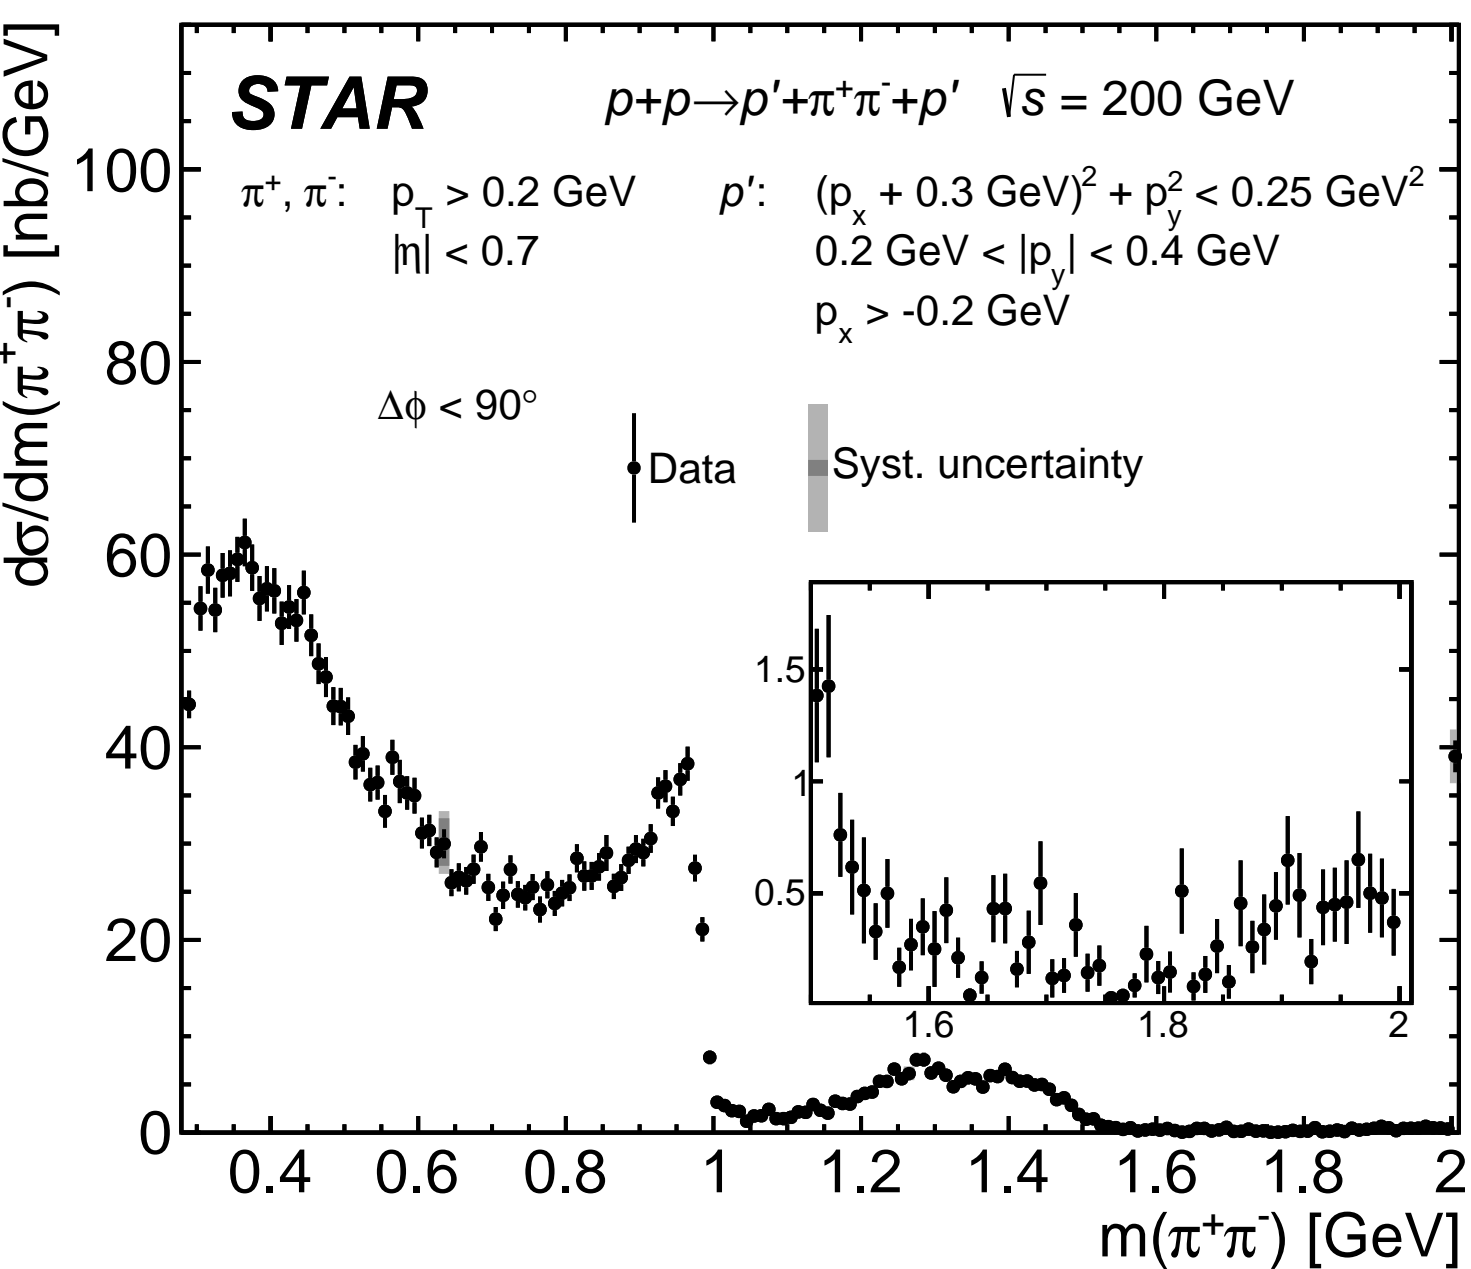 dσ/dm(π⁺π⁻) [nb/GeV]
STAR
p+p→p′+π⁺π⁻+p′ √s = 200 GeV
π⁺, π⁻: p_T > 0.2 GeV
|η| < 0.7
p′: (p_x + 0.3 GeV)² + p_y² < 0.25 GeV²
0.2 GeV < |p_y| < 0.4 GeV
p_x > -0.2 GeV
Δϕ < 90°
Data
Syst. uncertainty
100
80
60
40
20
0
1.5
1
0.5
1.6 1.8 2
0.4 0.6 0.8 1 1.2 1.4 1.6 1.8 2
m(π⁺π⁻) [GeV]